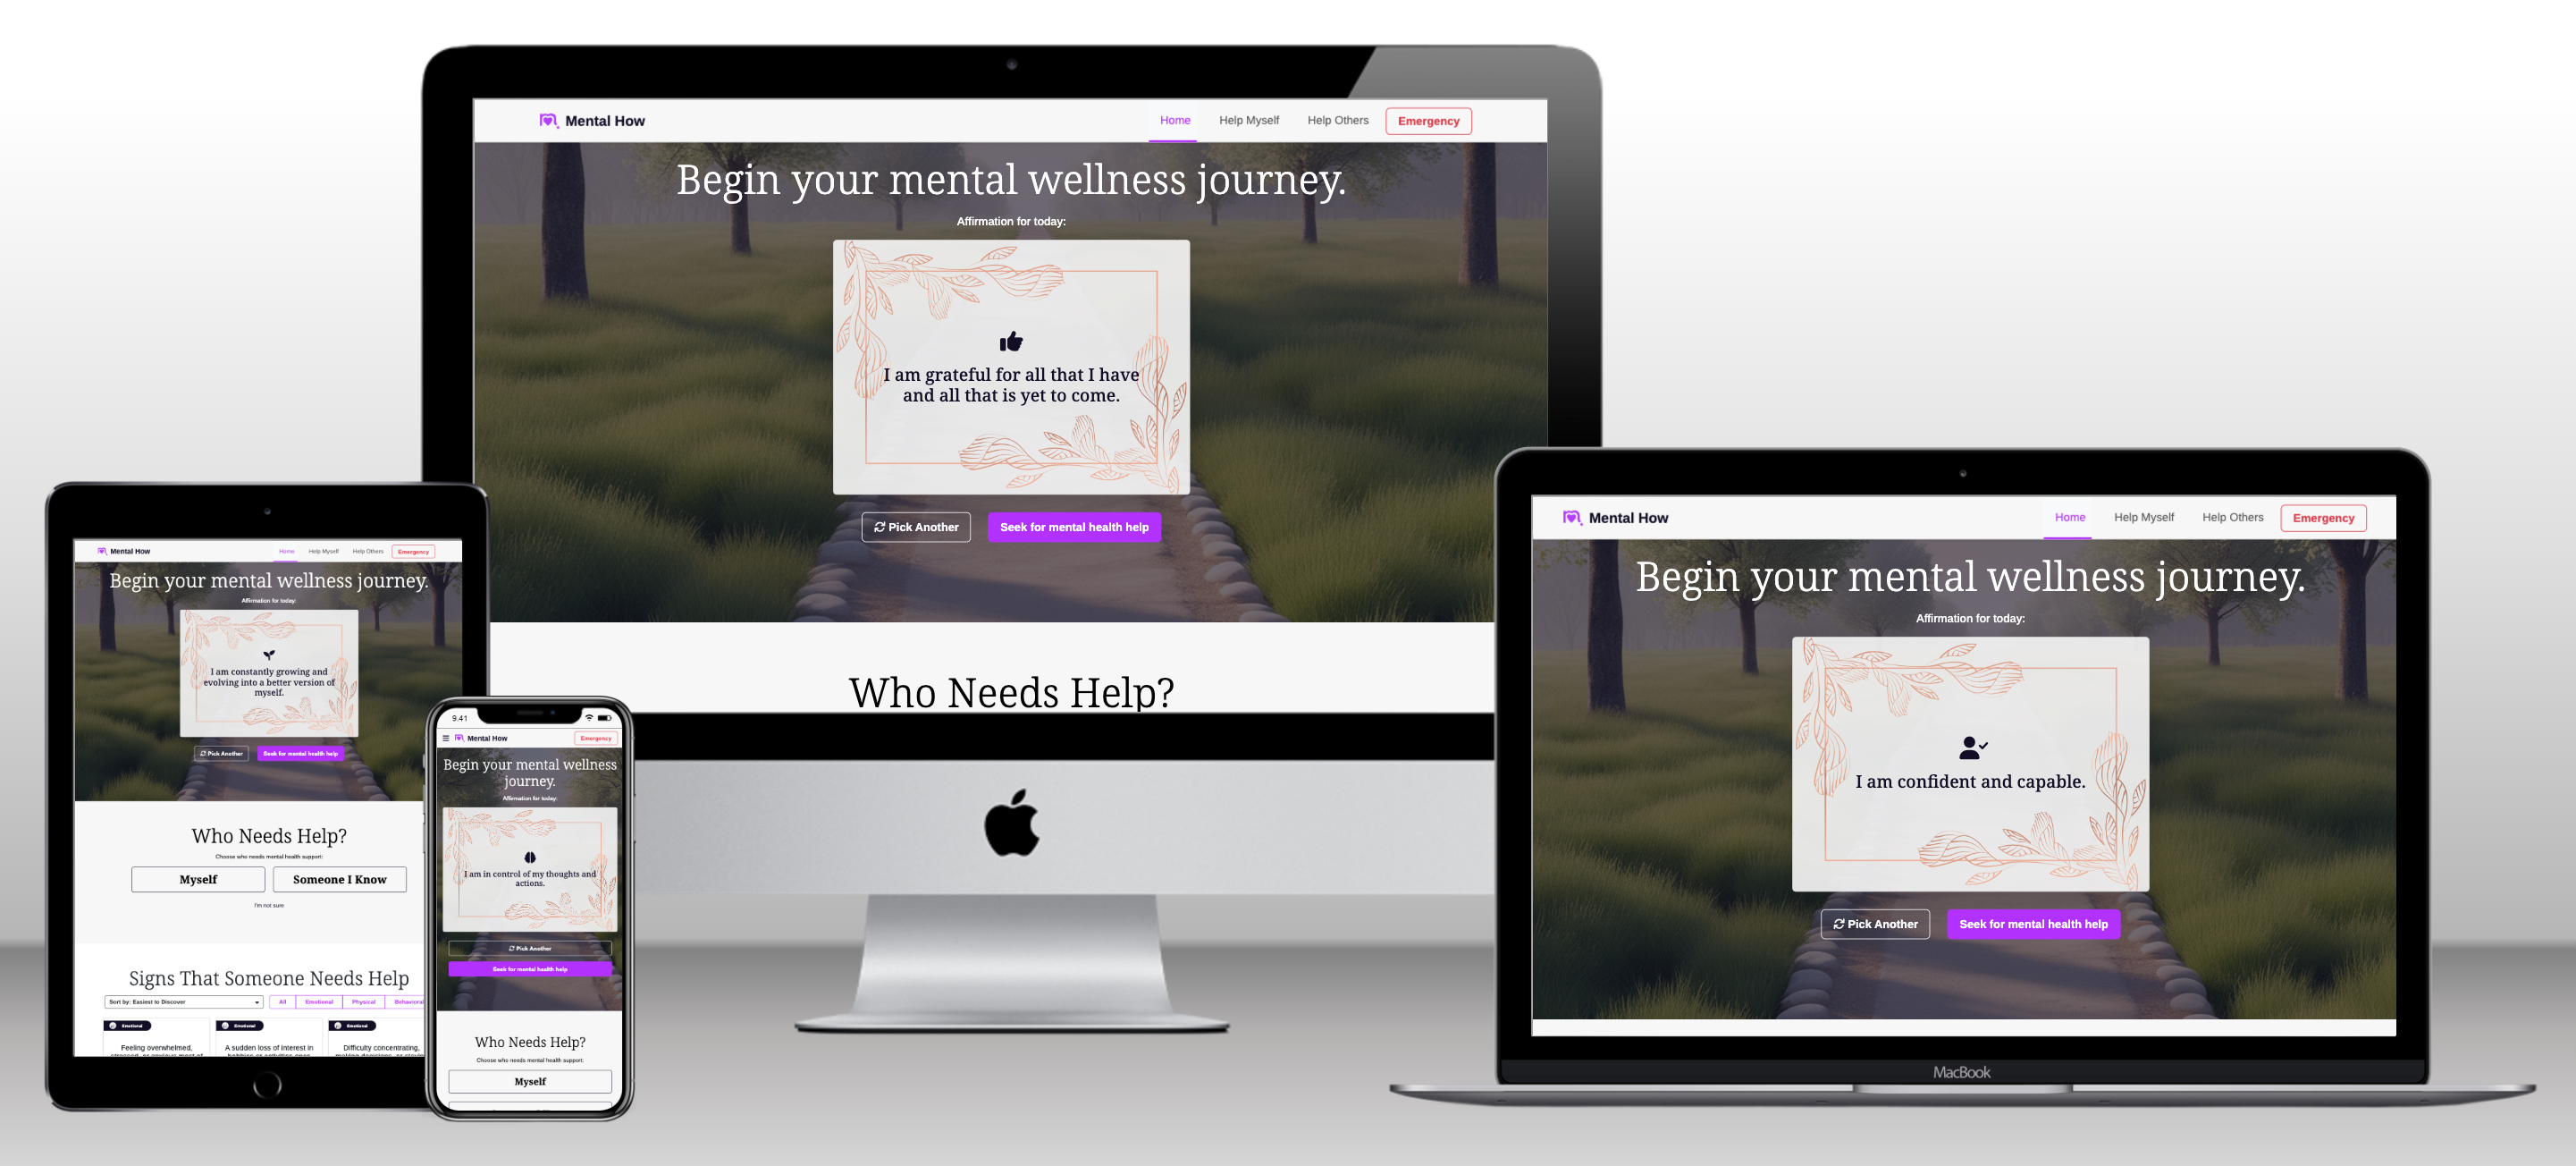 Mental How
Home
Help Myself
Help Others
Emergency
Begin your mental wellness journey.
Affirmation for today:
I am grateful for all that I have
and all that is yet to come.
Pick Another
Seek for mental health help
Who Needs Help?
Mental How
Home
Help Myself
Help Others
Emergency
Begin your mental wellness journey.
Affirmation for today:
I am constantly growing and
evolving into a better version of
myself.
Pick Another
Seek for mental health help
Who Needs Help?
Choose who needs mental health support:
Myself
Someone I Know
I'm not sure
Signs That Someone Needs Help
Sort by: Easiest to Discover
All
Emotional
Physical
Behavioral
Emotional
Emotional
Emotional
Feeling overwhelmed,
A sudden loss of interest in
Difficulty concentrating,
9.41
Mental How
Emergency
Begin your mental wellness
journey.
Affirmation for today:
I am in control of my thoughts and
actions.
Pick Another
Seek for mental health help
Who Needs Help?
Choose who needs mental health support:
Myself
Mental How
Home
Help Myself
Help Others
Emergency
Begin your mental wellness journey.
Affirmation for today:
I am confident and capable.
Pick Another
Seek for mental health help
MacBook